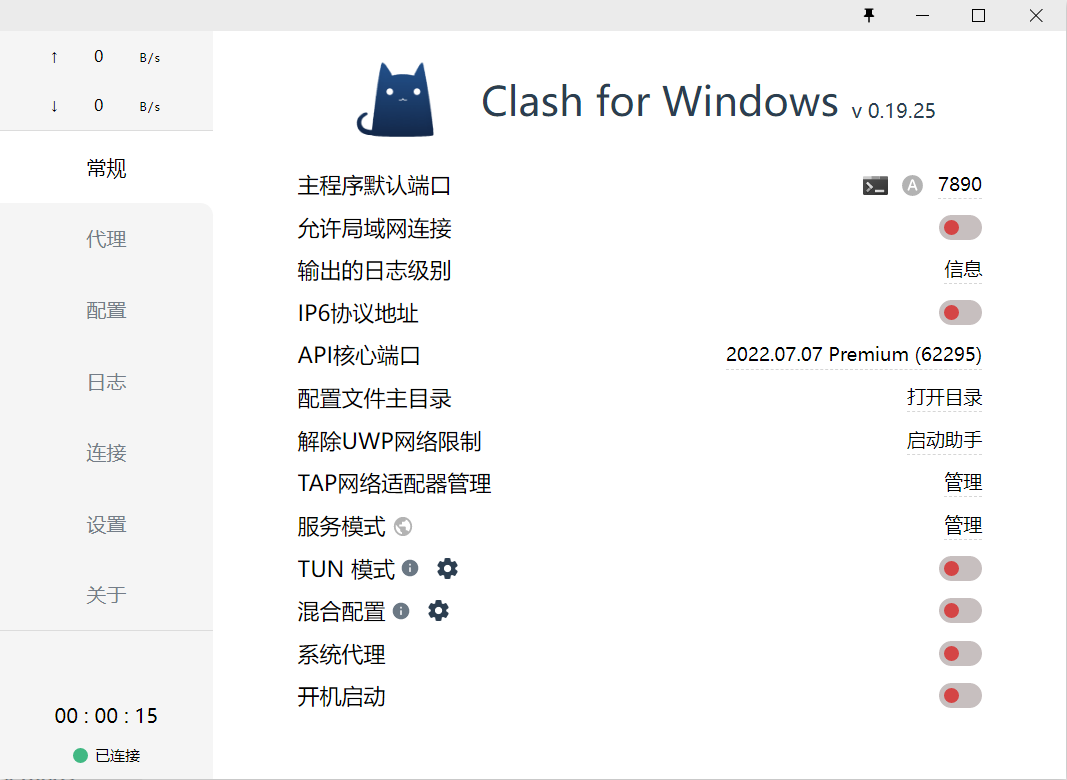 ↑ 0 B/s
↓ 0 B/s
常规
代理
配置
日志
连接
设置
关于
00 : 00 : 15
已连接
Clash for Windows v 0.19.25
主程序默认端口 A 7890
允许局域网连接
输出的日志级别 信息
IP6协议地址
API核心端口 2022.07.07 Premium (62295)
配置文件主目录 打开目录
解除UWP网络限制 启动助手
TAP网络适配器管理 管理
服务模式 管理
TUN 模式
混合配置
系统代理
开机启动